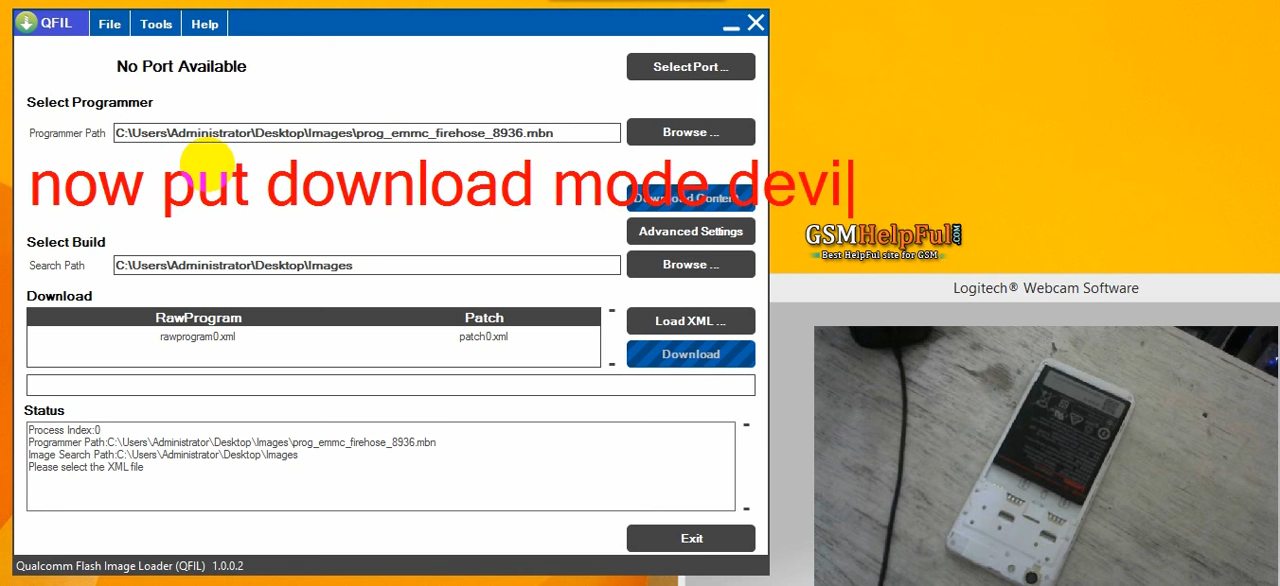 QFIL File Tools Help
No Port Available Select Port ...
Select Programmer
Programmer Path C:\Users\Administrator\Desktop\Images\prog_emmc_firehose_8936.mbn Browse ...
now put download mode devil
Download Content
Advanced Settings
GSMHelpFul.COM
Best HelpFul site for GSM
Select Build
Search Path C:\Users\Administrator\Desktop\Images Browse ...
Logitech® Webcam Software
Download
RawProgram Patch
Load XML ...
rawprogram0.xml patch0.xml
Download
Status
Process Index:0
Programmer Path:C:\Users\Administrator\Desktop\Images\prog_emmc_firehose_8936.mbn
Image Search Path:C:\Users\Administrator\Desktop\Images
Please select the XML file
Exit
Qualcomm Flash Image Loader (QFIL) 1.0.0.2